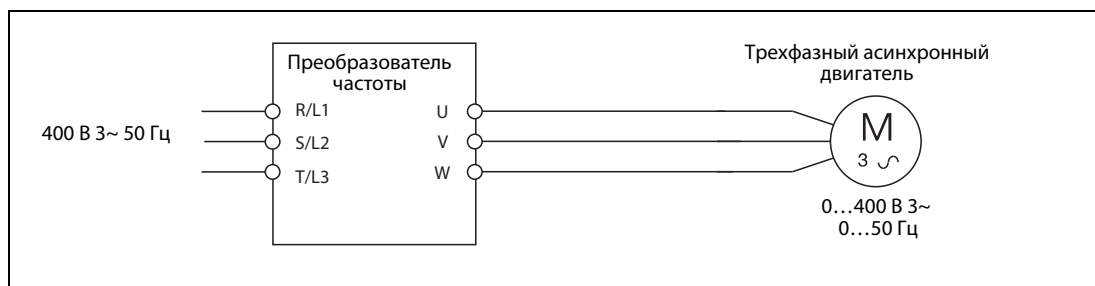 Преобразователь
частоты
Трехфазный асинхронный
двигатель
400 В 3~ 50 Гц
R/L1
S/L2
T/L3
U
V
W
M
3 ∿
0…400 В 3~
0…50 Гц